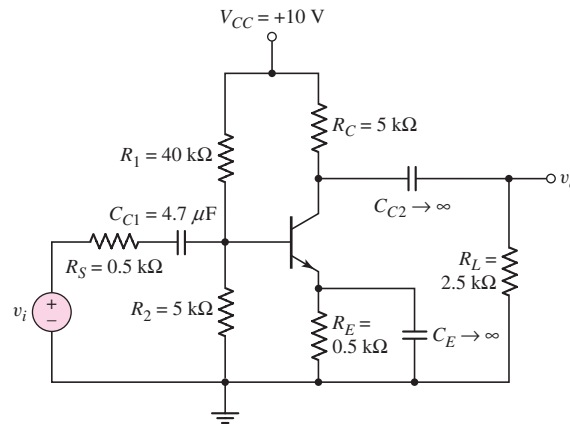 V_CC = +10 V
R_C = 5 kΩ
R_1 = 40 kΩ
C_C1 = 4.7 μF
C_C2 → ∞
R_S = 0.5 kΩ
R_L =
2.5 kΩ
v_i
+
−
R_2 = 5 kΩ
R_E =
0.5 kΩ
C_E → ∞